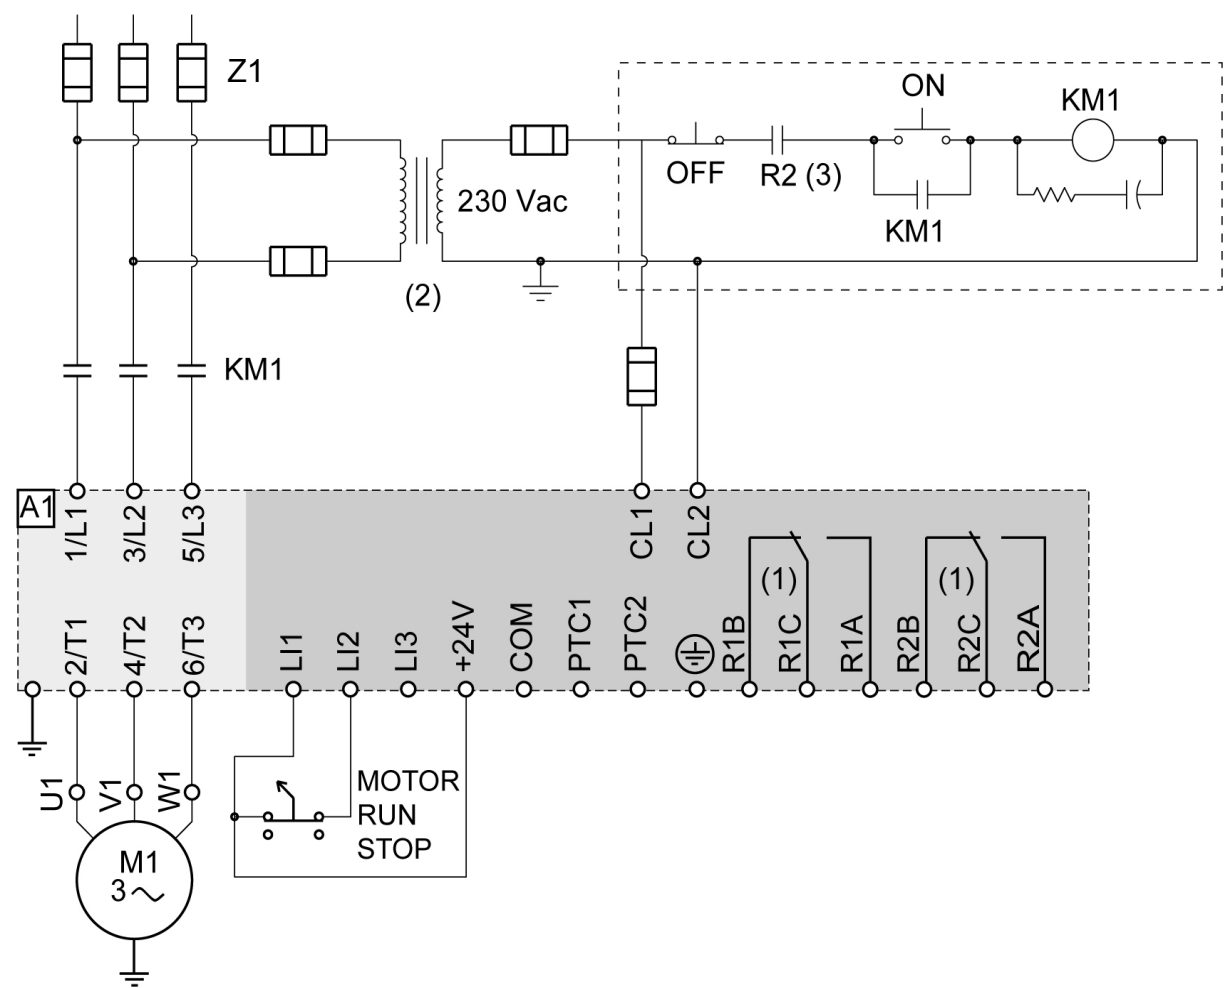 Z1
ON
KM1
OFF
R2 (3)
230 Vac
KM1
(2)
KM1
A1
1/L1
3/L2
5/L3
CL1
CL2
(1)
(1)
2/T1
4/T2
6/T3
LI1
LI2
LI3
+24V
COM
PTC1
PTC2
R1B
R1C
R1A
R2B
R2C
R2A
U1
V1
W1
MOTOR
RUN
STOP
M1
3~